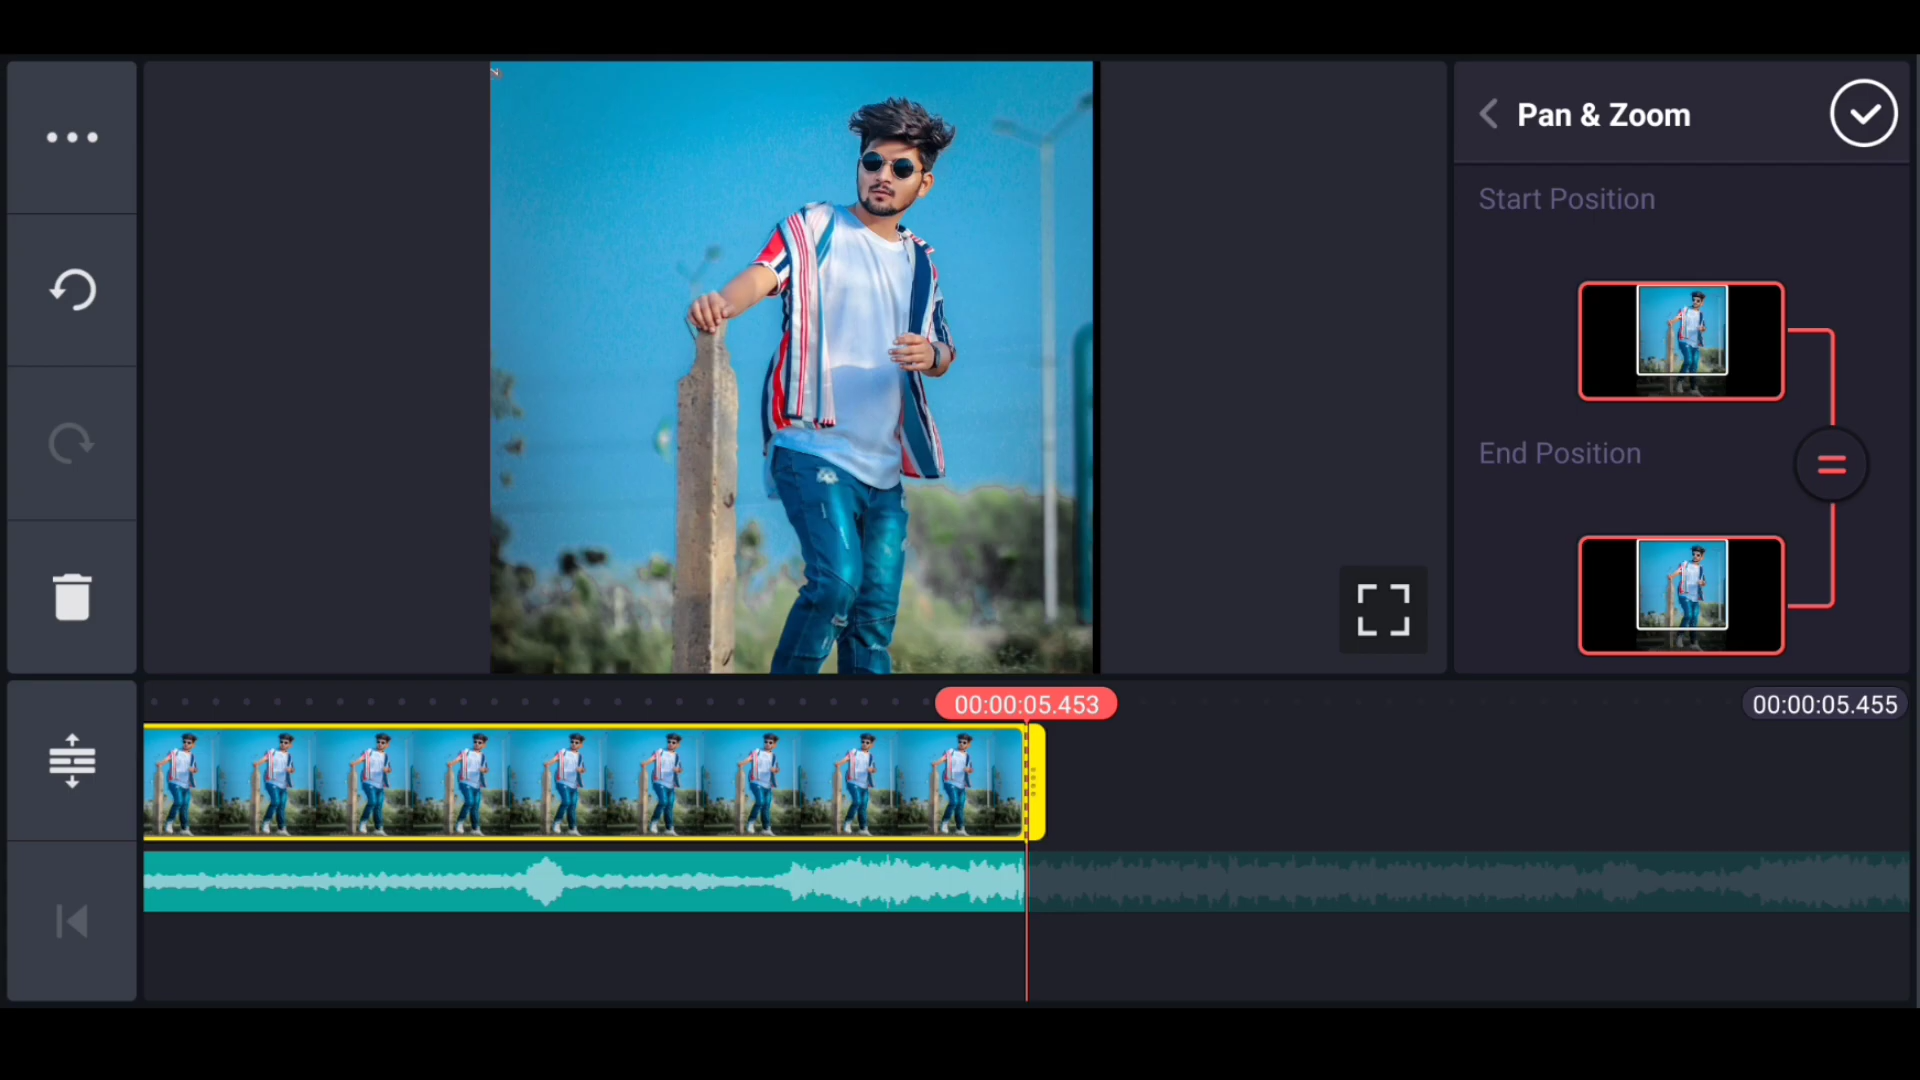 Pan & Zoom
Start Position
End Position
00:00:05.453
00:00:05.455